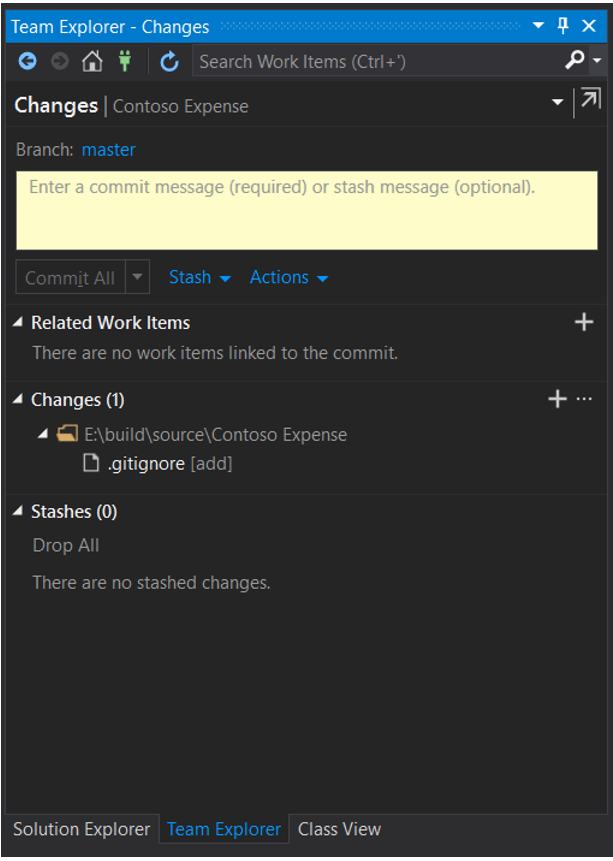 Team Explorer - Changes
Search Work Items (Ctrl+')
Changes | Contoso Expense
Branch: master
Enter a commit message (required) or stash message (optional).
Commit All Stash Actions
Related Work Items
There are no work items linked to the commit.
Changes (1)
E:\build\source\Contoso Expense
.gitignore [add]
Stashes (0)
Drop All
There are no stashed changes.
Solution Explorer Team Explorer Class View